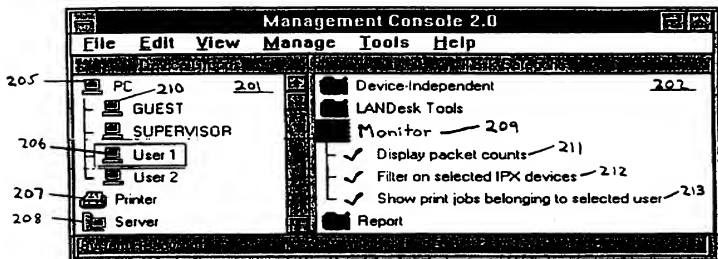 Management Console 2.0
File Edit View Manage Tools Help
205 PC 210 201
GUEST
SUPERVISOR
206 User 1
User 2
207 Printer
208 Server
Device-Independent 202
LANDesk Tools
Monitor 209
Display packet counts 211
Filter on selected IPX devices 212
Show print jobs belonging to selected user 213
Report